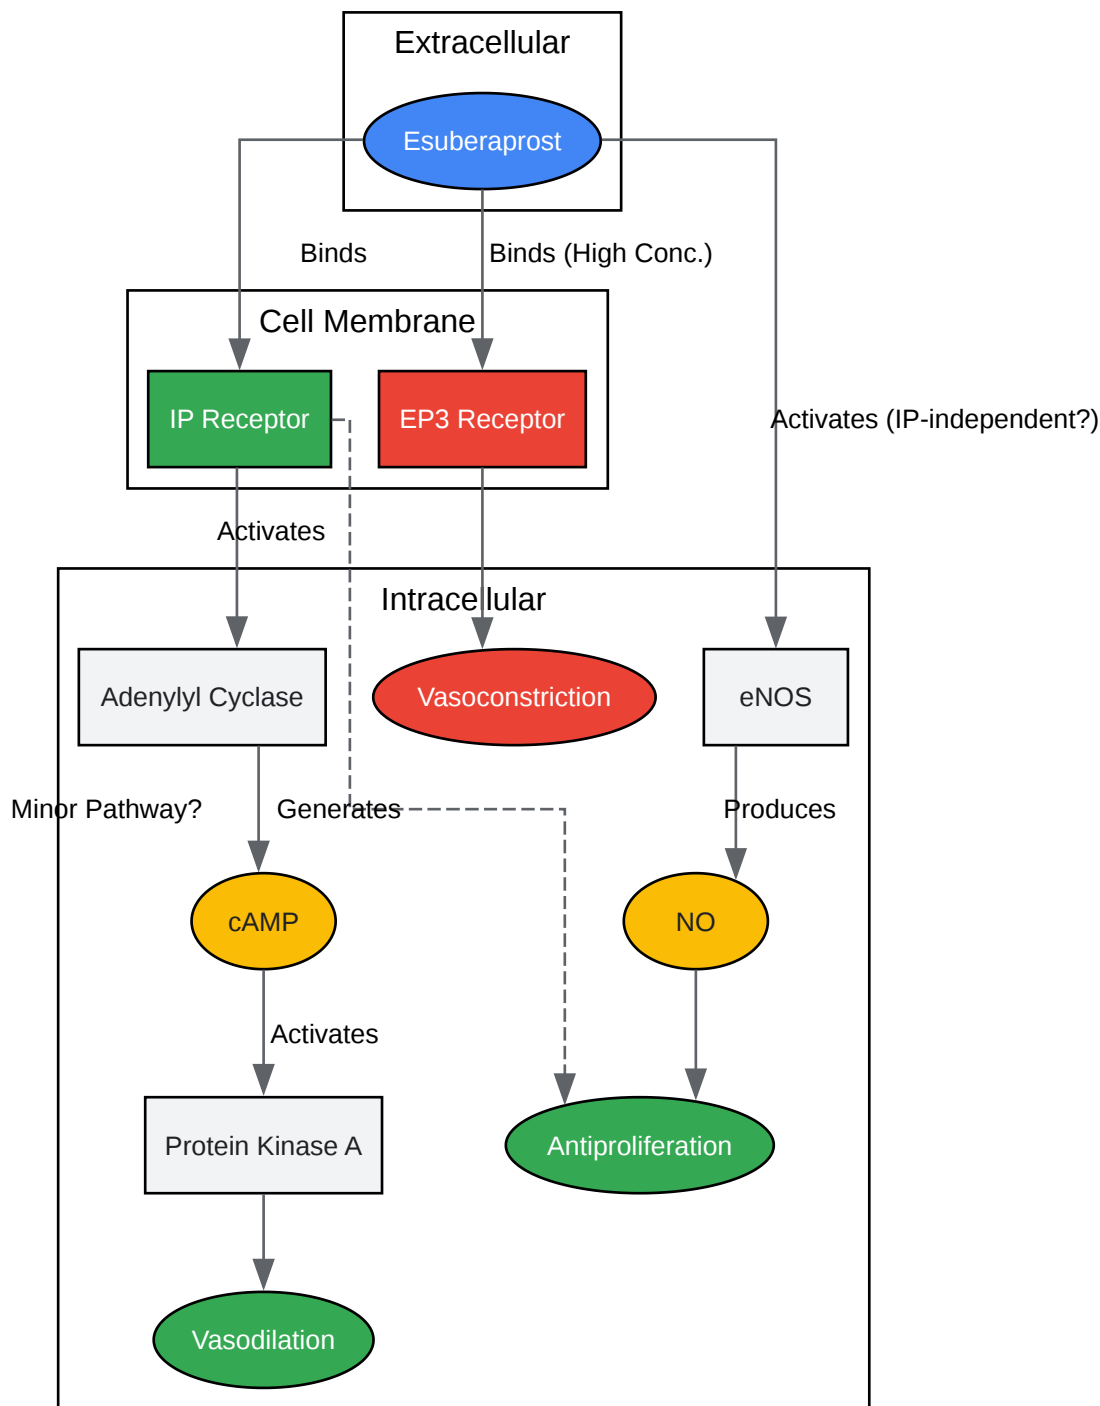 Extracellular
Esuberaprost
Binds
Binds (High Conc.)
Cell Membrane
IP Receptor
EP3 Receptor
Activates (IP-independent?)
Activates
Intracellular
Adenylyl Cyclase
Vasoconstriction
eNOS
Minor Pathway?
Generates
Produces
cAMP
NO
Activates
Protein Kinase A
Antiproliferation
Vasodilation